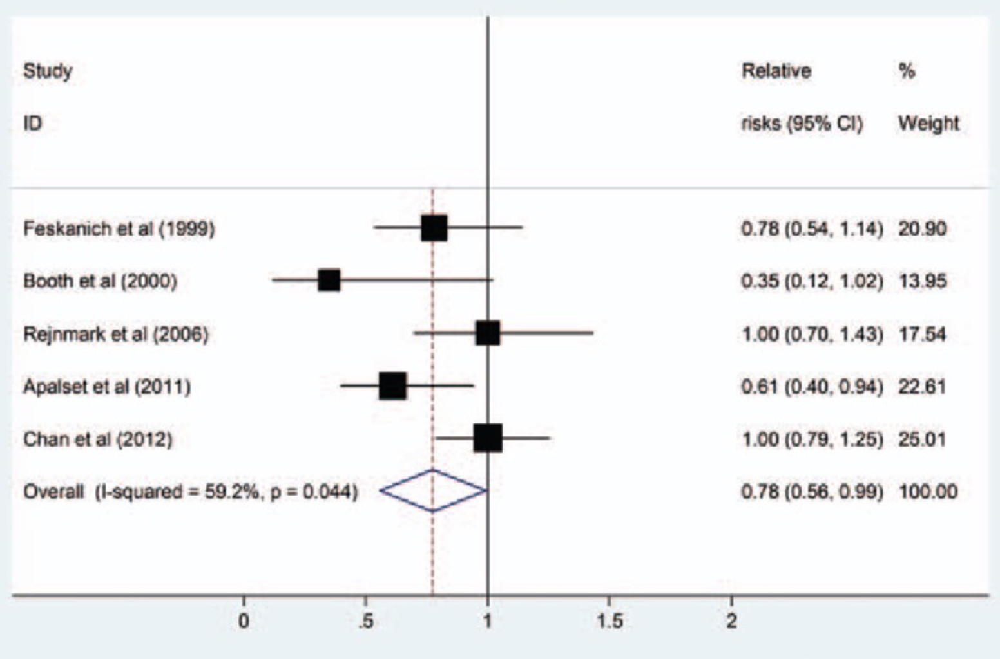 Study Relative %
ID risks (95% CI) Weight
Feskanich et al (1999) 0.78 (0.54, 1.14) 20.90
Booth et al (2000) 0.35 (0.12, 1.02) 13.95
Rejnmark et al (2006) 1.00 (0.70, 1.43) 17.54
Apalset et al (2011) 0.61 (0.40, 0.94) 22.61
Chan et al (2012) 1.00 (0.79, 1.25) 25.01
Overall (I-squared = 59.2%, p = 0.044) 0.78 (0.56, 0.99) 100.00
0 .5 1 1.5 2